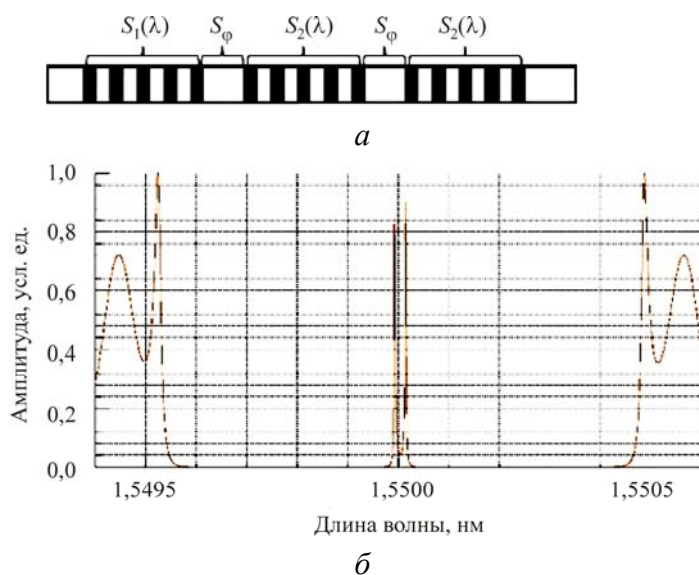 S₁(λ) Sφ S₂(λ) Sφ S₂(λ)
а
Амплитуда, усл. ед.
1,0
0,8
0,6
0,4
0,2
0,0
1,5495 1,5500 1,5505
Длина волны, нм
б